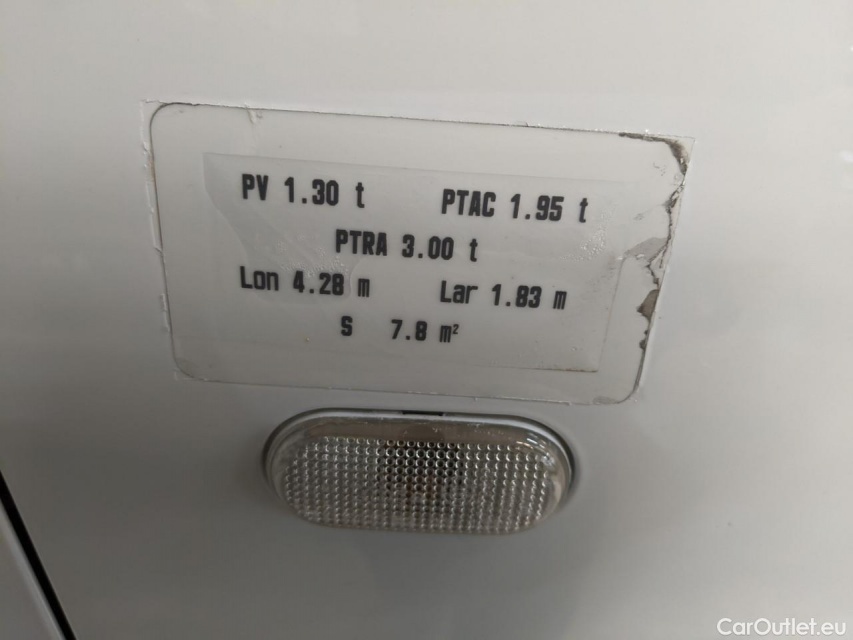 PV 1.30 t PTAC 1.95 t
PTRA 3.00 t
Lon 4.28 m Lar 1.83 m
S 7.8 m²
CarOutlet.eu